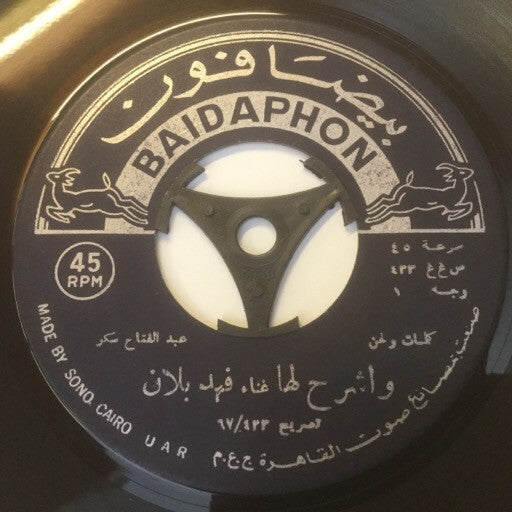 بيضافون
BAIDAPHON
45
RPM
سرعة ٤٥
ص غ غ ٤٣٣
وجه ١
كلمات ولحن
عبد الفتاح سكر
واشرح لها غناء فهد بلان
تصريح ٦٧/٤٣٣
صنعت بمصانع صوت القاهرة ج.ع.م
MADE BY SONO CAIRO U A R